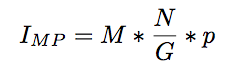 I_{MP} = M * \frac{N}{G} * p